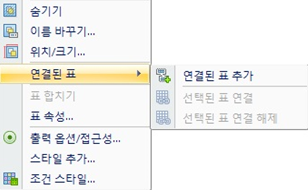 숨기기
이름 바꾸기...
위치/크기...
연결된 표
표 합치기
표 속성...
출력 옵션/접근성...
스타일 추가...
조건 스타일...
연결된 표 추가
선택된 표 연결
선택된 표 연결 해제